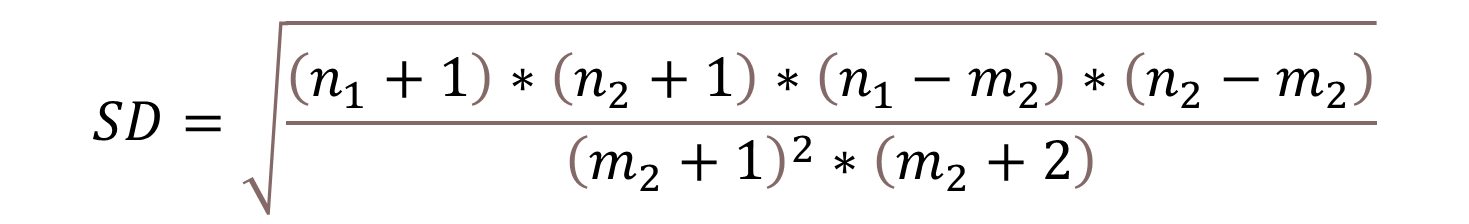 SD = √((n₁ + 1) * (n₂ + 1) * (n₁ − m₂) * (n₂ − m₂) / (m₂ + 1)² * (m₂ + 2))